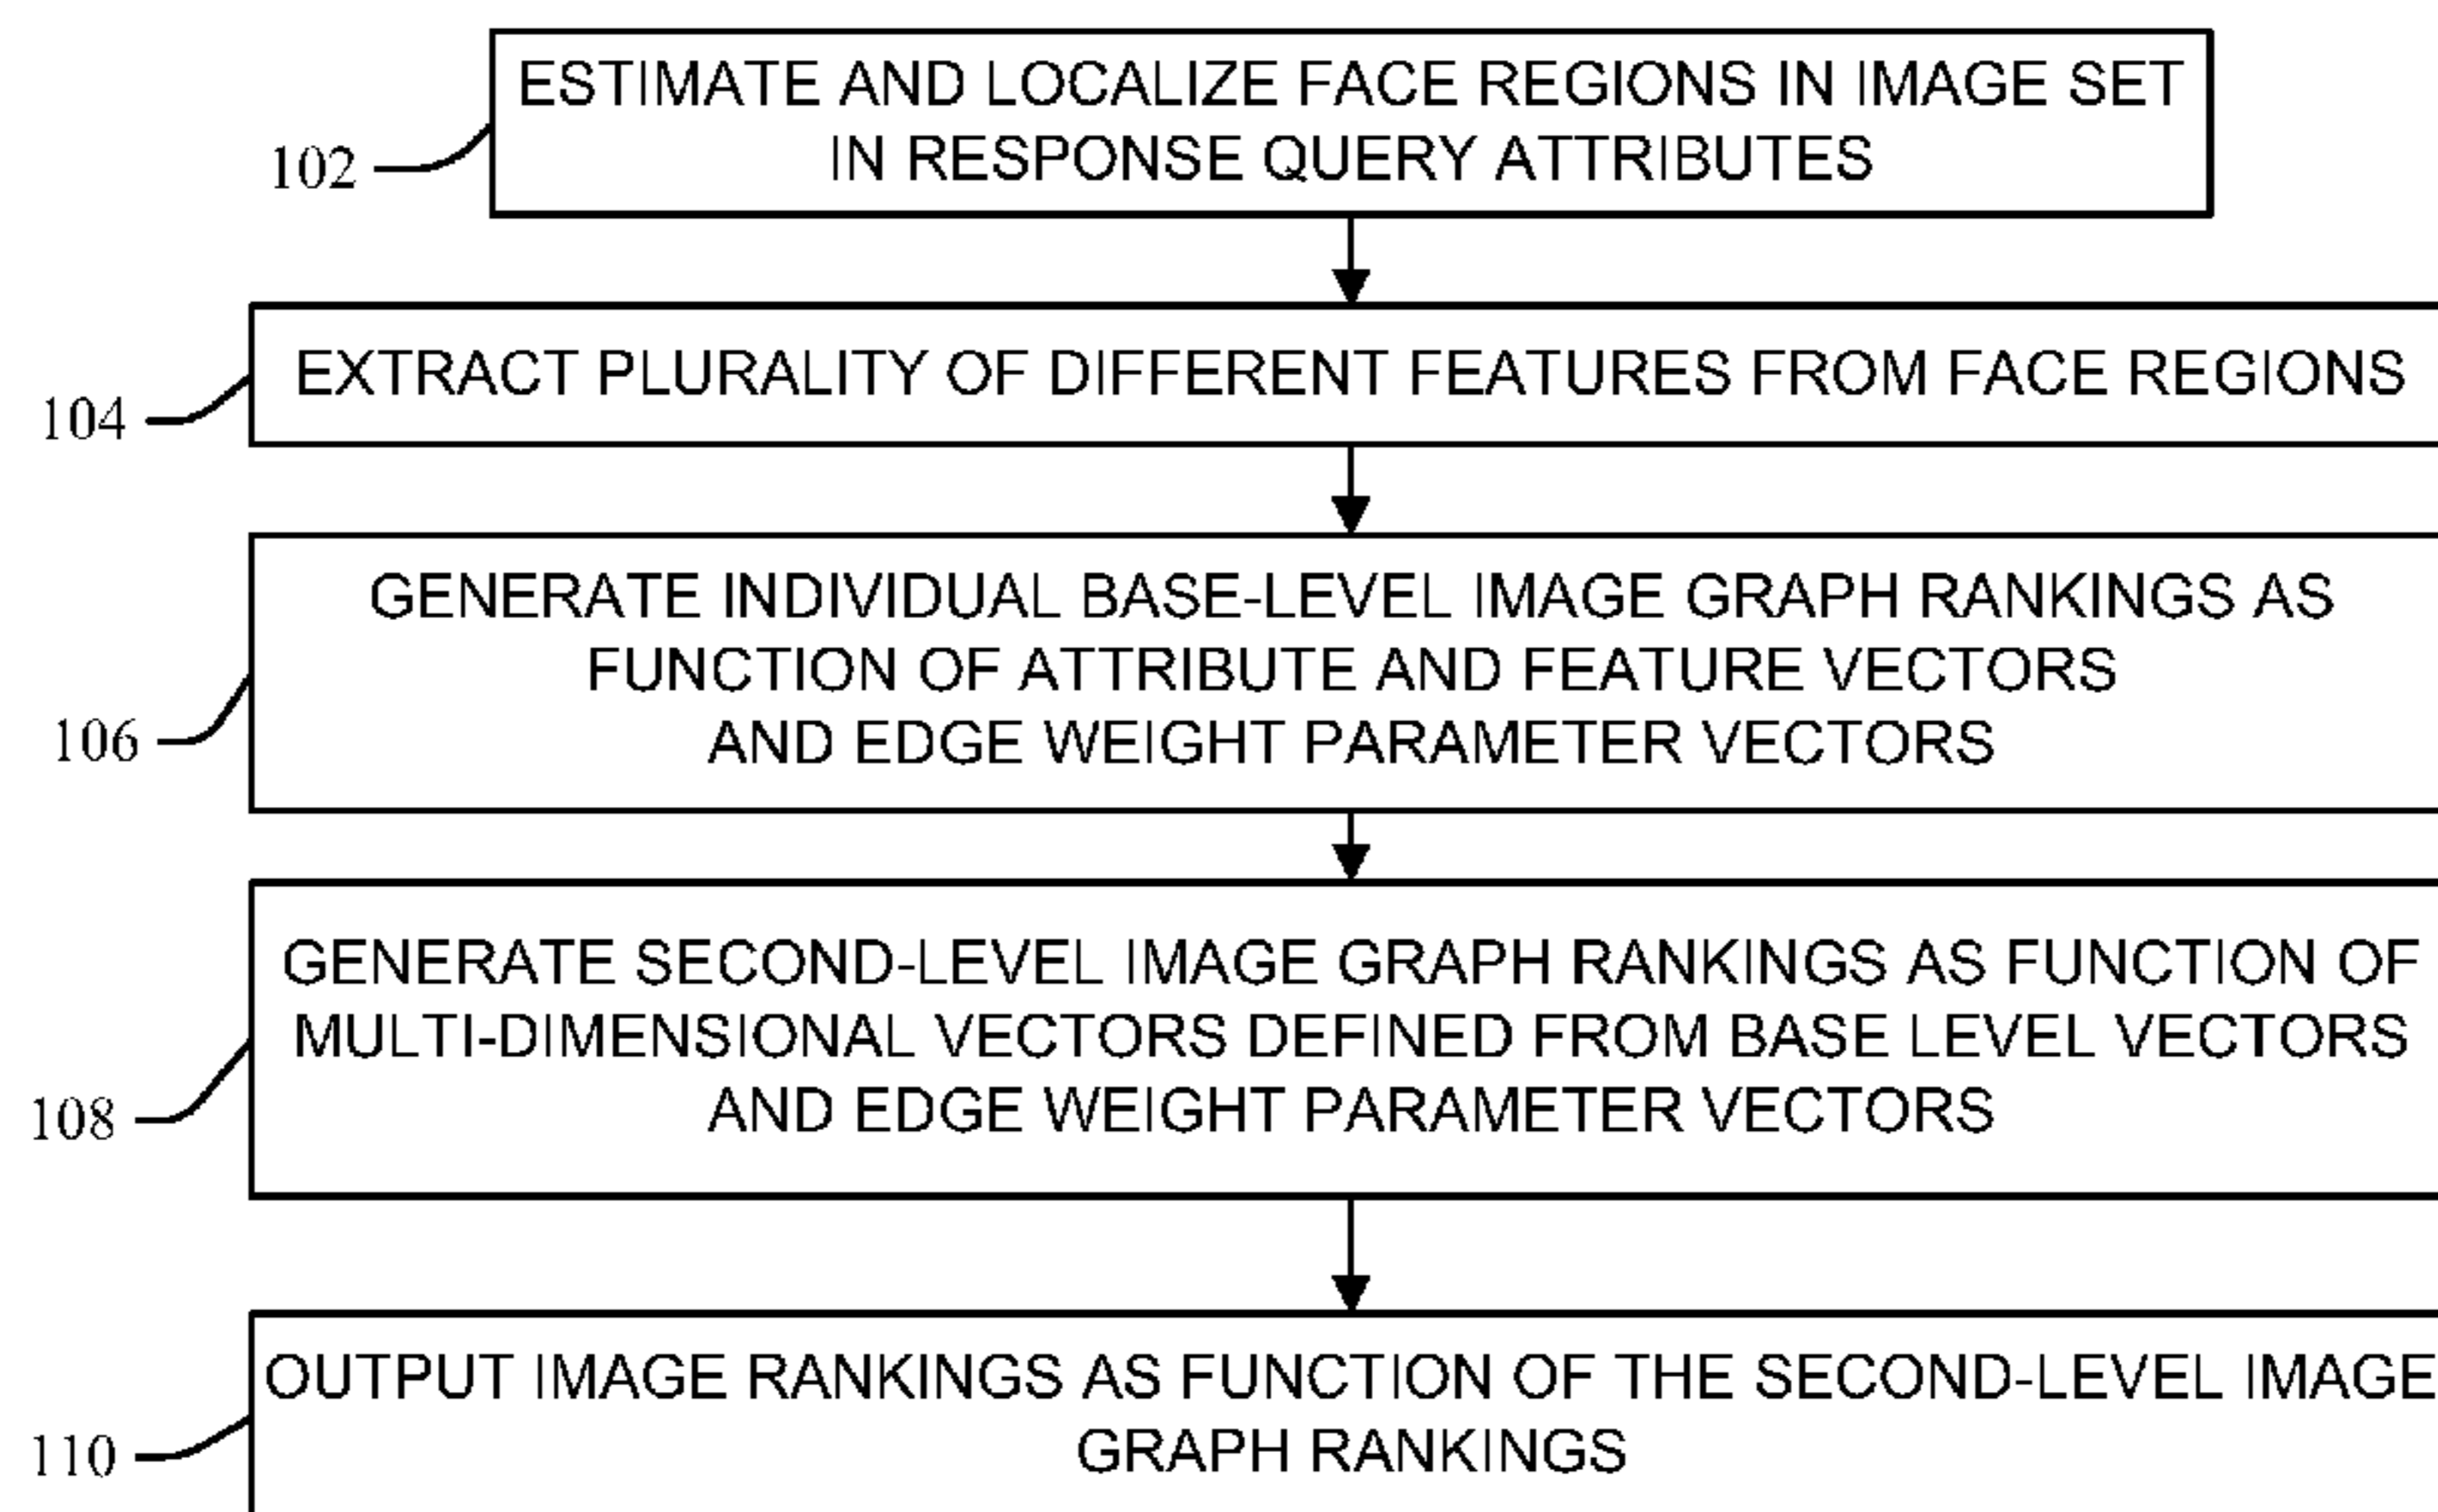 ESTIMATE AND LOCALIZE FACE REGIONS IN IMAGE SET
IN RESPONSE QUERY ATTRIBUTES
102
EXTRACT PLURALITY OF DIFFERENT FEATURES FROM FACE REGIONS
104
GENERATE INDIVIDUAL BASE-LEVEL IMAGE GRAPH RANKINGS AS
FUNCTION OF ATTRIBUTE AND FEATURE VECTORS
AND EDGE WEIGHT PARAMETER VECTORS
106
GENERATE SECOND-LEVEL IMAGE GRAPH RANKINGS AS FUNCTION OF
MULTI-DIMENSIONAL VECTORS DEFINED FROM BASE LEVEL VECTORS
AND EDGE WEIGHT PARAMETER VECTORS
108
OUTPUT IMAGE RANKINGS AS FUNCTION OF THE SECOND-LEVEL IMAGE
GRAPH RANKINGS
110